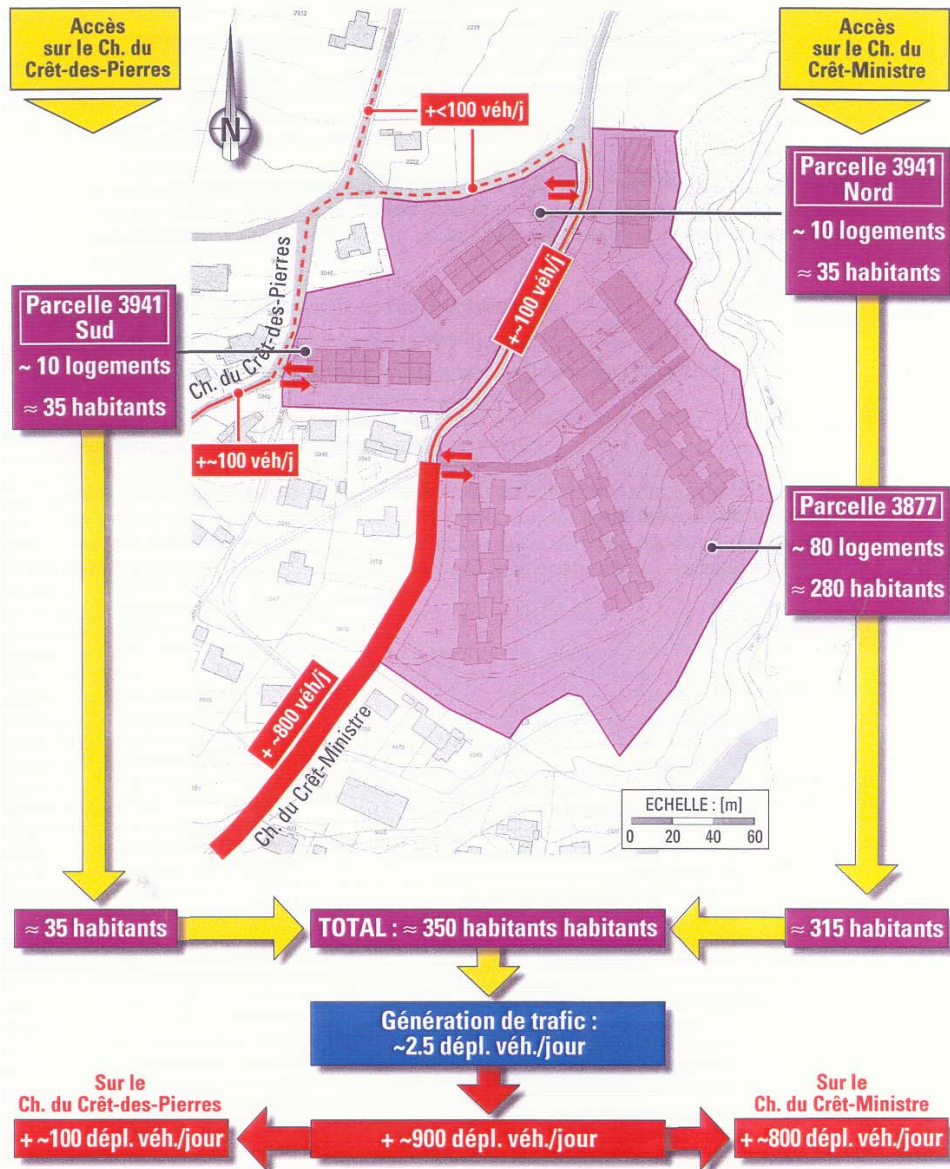 Accès
sur le Ch. du
Crêt-des-Pierres
Accès
sur le Ch. du
Crêt-Ministre
N
+<100 véh/j
Parcelle 3941
Nord
~ 10 logements
≈ 35 habitants
+~100 véh/j
Parcelle 3941
Sud
~ 10 logements
≈ 35 habitants
Ch. du Crêt-des-Pierres
+~100 véh/j
Parcelle 3877
~ 80 logements
≈ 280 habitants
+ ~800 véh/j
Ch. du Crêt-Ministre
ECHELLE : [m]
0 20 40 60
≈ 35 habitants
TOTAL : ≈ 350 habitants habitants
≈ 315 habitants
Génération de trafic :
~2.5 dépl. véh./jour
Sur le
Ch. du Crêt-des-Pierres
+ ~100 dépl. véh./jour
+ ~900 dépl. véh./jour
Sur le
Ch. du Crêt-Ministre
+ ~800 dépl. véh./jour